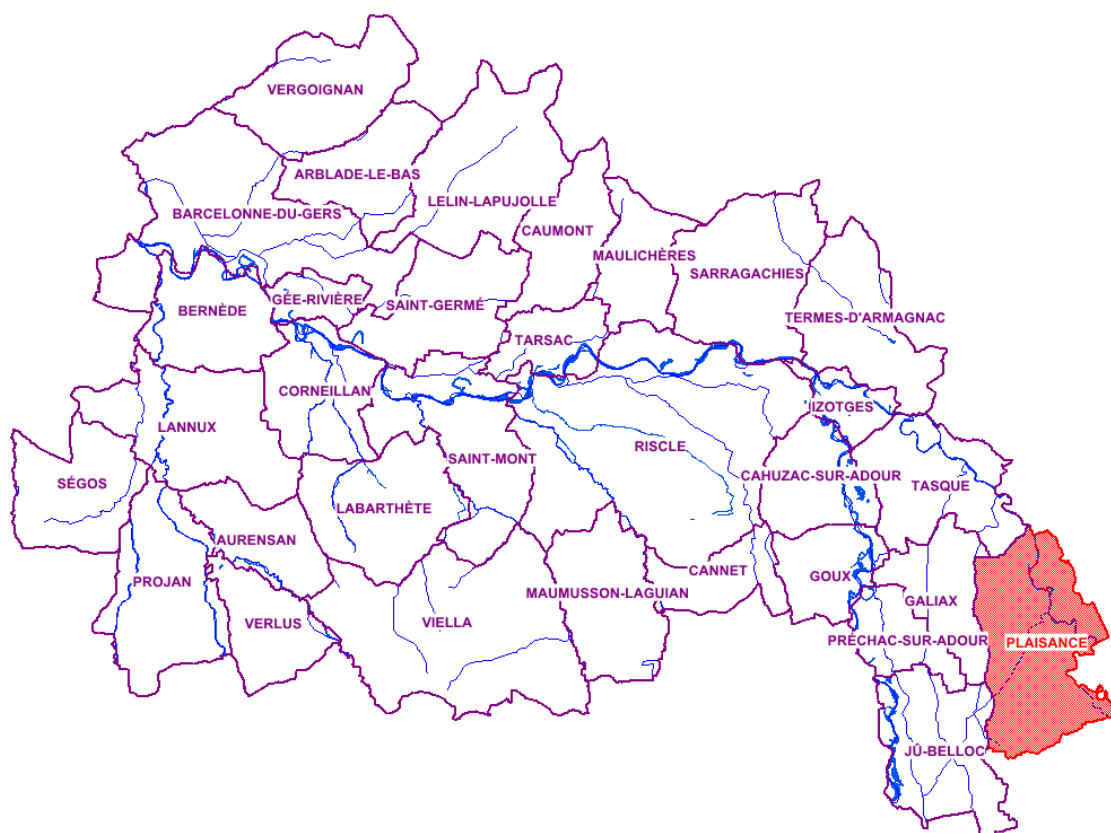 VERGOIGNAN
ARBLADE-LE-BAS
LELIN-LAPUJOLLE
BARCELONNE-DU-GERS
CAUMONT
MAULICHÈRES
SARRAGACHIES
GÉE-RIVIÈRE
SAINT-GERMÉ
BERNÈDE
TERMES-D'ARMAGNAC
TARSAC
CORNEILLAN
IZOTGES
LANNUX
RISCLE
SAINT-MONT
CAHUZAC-SUR-ADOUR
SÉGOS
TASQUE
LABARTHÈTE
AURENSAN
CANNET
PROJAN
GOUX
MAUMUSSON-LAGUIAN
GALIAX
VERLUS
VIELLA
PRÉCHAC-SUR-ADOUR
PLAISANCE
JÛ-BELLOC